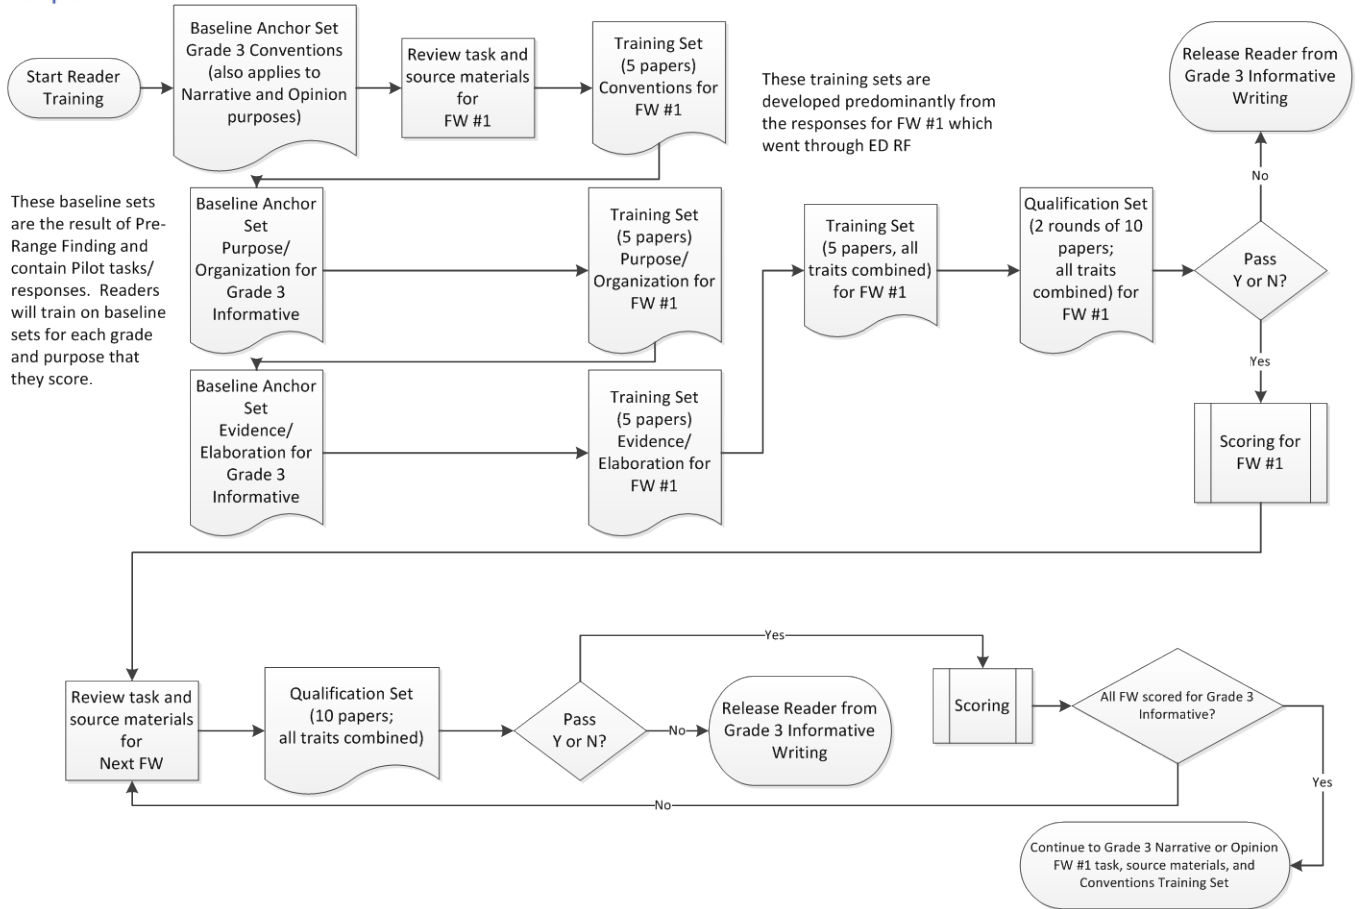 Start Reader
Training
Baseline Anchor Set
Grade 3 Conventions
(also applies to
Narrative and Opinion
purposes)
Review task and
source materials
for
FW #1
Training Set
(5 papers)
Conventions for
FW #1
These training sets are
developed predominantly from
the responses for FW #1 which
went through ED RF
Release Reader from
Grade 3 Informative
Writing
No
These baseline sets
are the result of Pre-
Range Finding and
contain Pilot tasks/
responses. Readers
will train on baseline
sets for each grade
and purpose that
they score.
Baseline Anchor
Set
Purpose/
Organization for
Grade 3
Informative
Training Set
(5 papers)
Purpose/
Organization for
FW #1
Training Set
(5 papers, all
traits combined)
for FW #1
Qualification Set
(2 rounds of 10
papers;
all traits
combined) for
FW #1
Pass
Y or N?
Yes
Baseline Anchor
Set
Evidence/
Elaboration for
Grade 3
Informative
Training Set
(5 papers)
Evidence/
Elaboration for
FW #1
Scoring for
FW #1
Review task and
source materials
for
Next FW
Qualification Set
(10 papers;
all traits combined)
Pass
Y or N?
Yes
No
Release Reader from
Grade 3 Informative
Writing
Scoring
All FW scored for Grade 3
Informative?
Yes
No
Continue to Grade 3 Narrative or Opinion
FW #1 task, source materials, and
Conventions Training Set